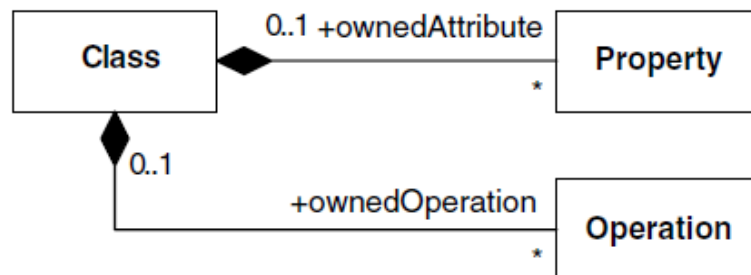 0..1 +ownedAttribute
Class
Property
*
0..1
+ownedOperation
Operation
*